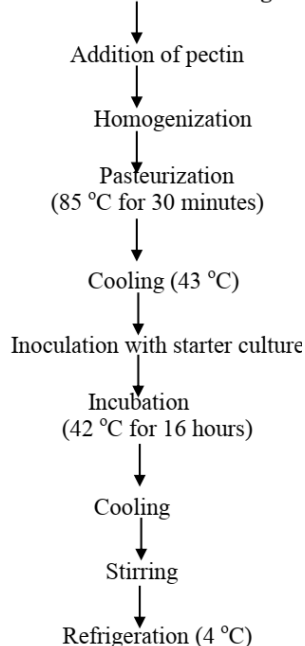 Addition of pectin
Homogenization
Pasteurization
(85 °C for 30 minutes)
Cooling (43 °C)
Inoculation with starter culture
Incubation
(42 °C for 16 hours)
Cooling
Stirring
Refrigeration (4 °C)